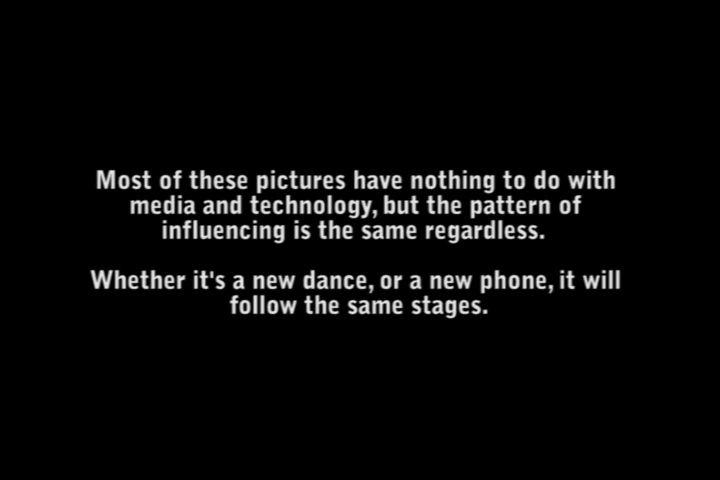 Most of these pictures have nothing to do with
media and technology, but the pattern of
influencing is the same regardless.
Whether it's a new dance, or a new phone, it will
follow the same stages.